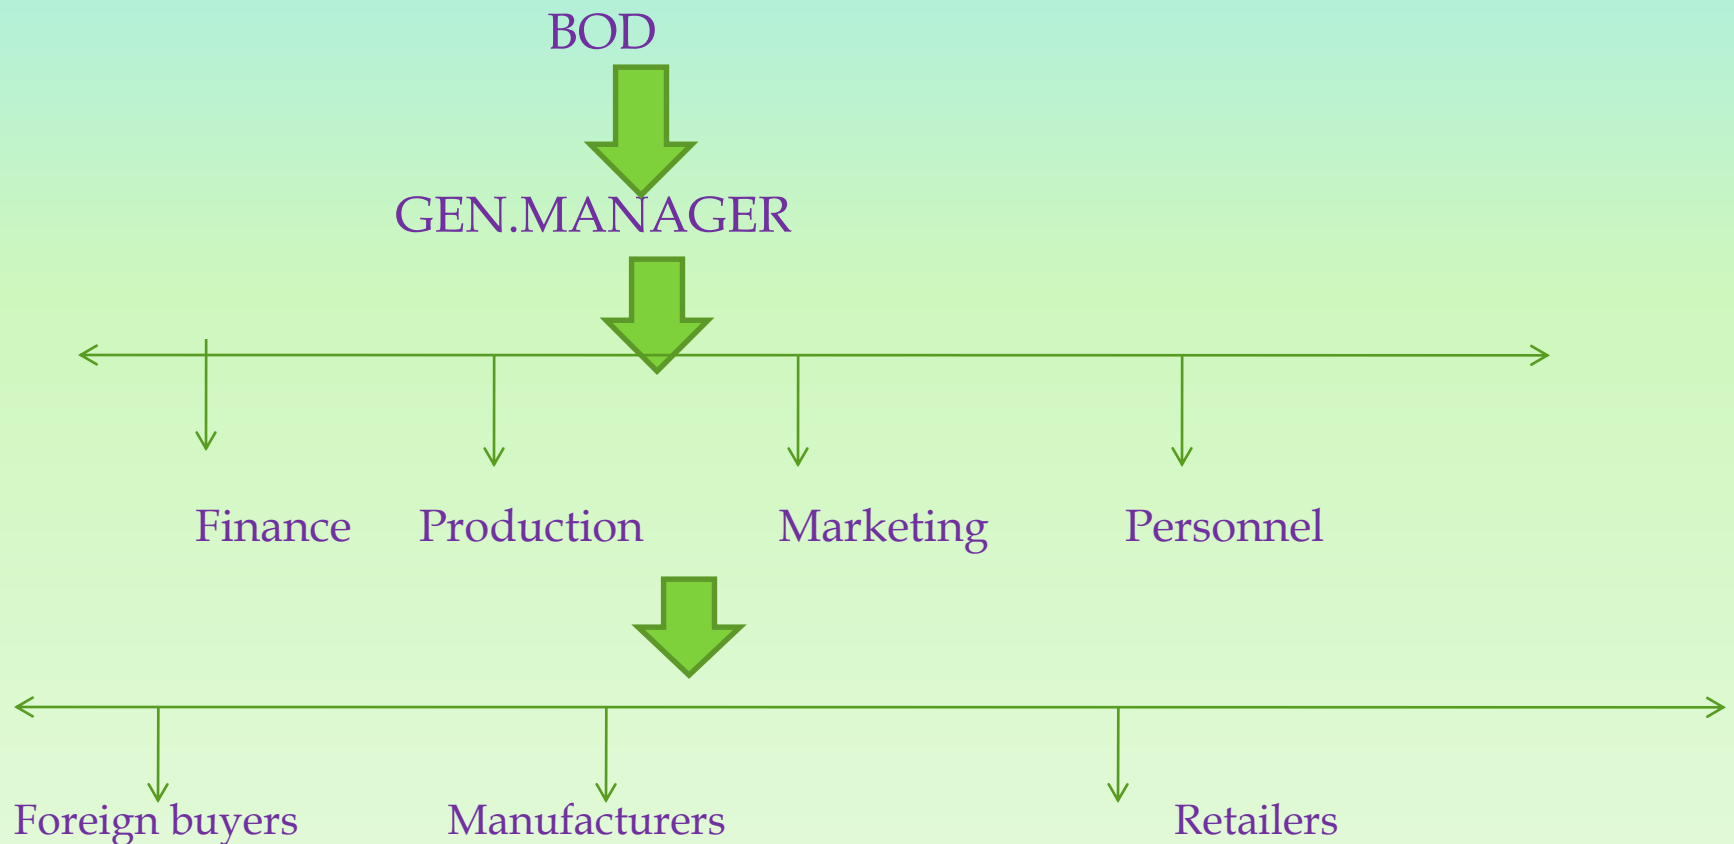 BOD
GEN.MANAGER
Finance Production Marketing Personnel
Foreign buyers Manufacturers Retailers